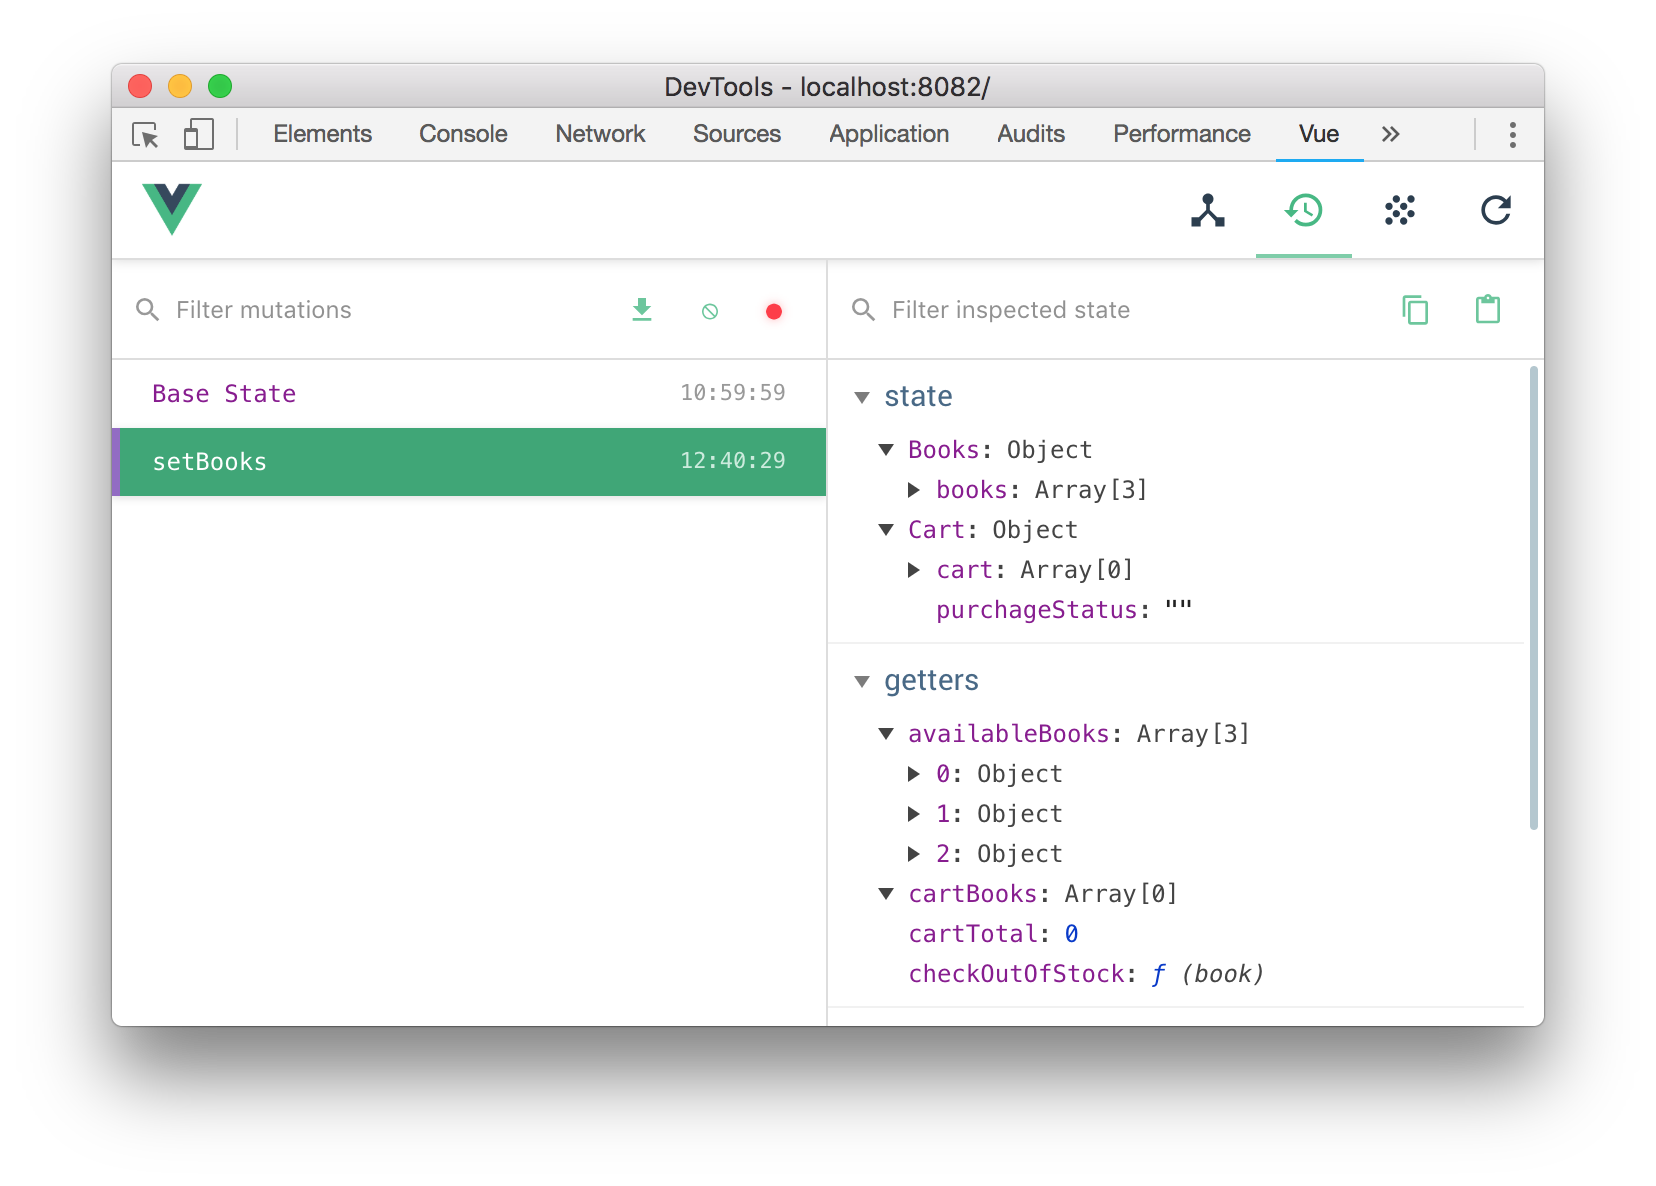 DevTools - localhost:8082/
Elements Console Network Sources Application Audits Performance Vue »
Filter mutations
Filter inspected state
Base State 10:59:59
setBooks 12:40:29
state
Books: Object
books: Array[3]
Cart: Object
cart: Array[0]
purchageStatus: ""
getters
availableBooks: Array[3]
0: Object
1: Object
2: Object
cartBooks: Array[0]
cartTotal: 0
checkOutOfStock: ƒ (book)